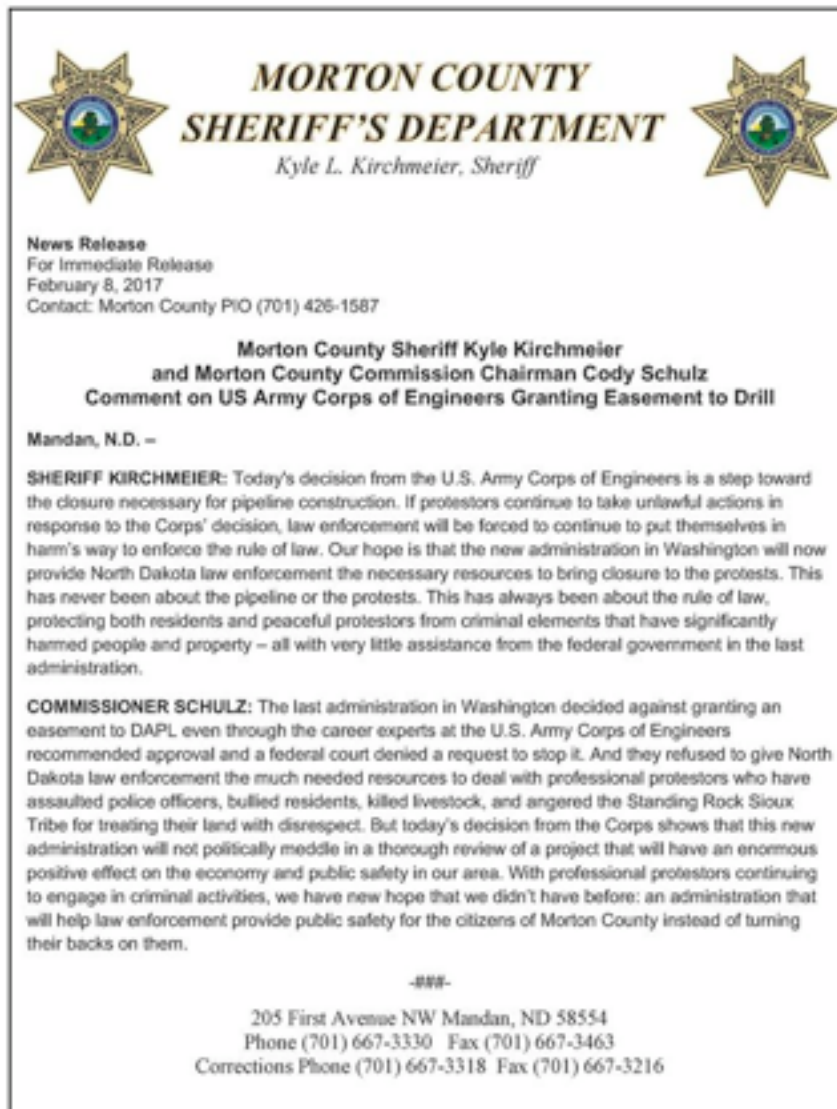 MORTON COUNTY
SHERIFF'S DEPARTMENT
Kyle L. Kirchmeier, Sheriff
News Release
For Immediate Release
February 8, 2017
Contact: Morton County PIO (701) 426-1587
Morton County Sheriff Kyle Kirchmeier
and Morton County Commission Chairman Cody Schulz
Comment on US Army Corps of Engineers Granting Easement to Drill
Mandan, N.D. –
SHERIFF KIRCHMEIER: Today's decision from the U.S. Army Corps of Engineers is a step toward
the closure necessary for pipeline construction. If protestors continue to take unlawful actions in
response to the Corps' decision, law enforcement will be forced to continue to put themselves in
harm's way to enforce the rule of law. Our hope is that the new administration in Washington will now
provide North Dakota law enforcement the necessary resources to bring closure to the protests. This
has never been about the pipeline or the protests. This has always been about the rule of law,
protecting both residents and peaceful protestors from criminal elements that have significantly
harmed people and property – all with very little assistance from the federal government in the last
administration.
COMMISSIONER SCHULZ: The last administration in Washington decided against granting an
easement to DAPL even through the career experts at the U.S. Army Corps of Engineers
recommended approval and a federal court denied a request to stop it. And they refused to give North
Dakota law enforcement the much needed resources to deal with professional protestors who have
assaulted police officers, bullied residents, killed livestock, and angered the Standing Rock Sioux
Tribe for treating their land with disrespect. But today's decision from the Corps shows that this new
administration will not politically meddle in a thorough review of a project that will have an enormous
positive effect on the economy and public safety in our area. With professional protestors continuing
to engage in criminal activities, we have new hope that we didn't have before: an administration that
will help law enforcement provide public safety for the citizens of Morton County instead of turning
their backs on them.
-###-
205 First Avenue NW Mandan, ND 58554
Phone (701) 667-3330 Fax (701) 667-3463
Corrections Phone (701) 667-3318 Fax (701) 667-3216